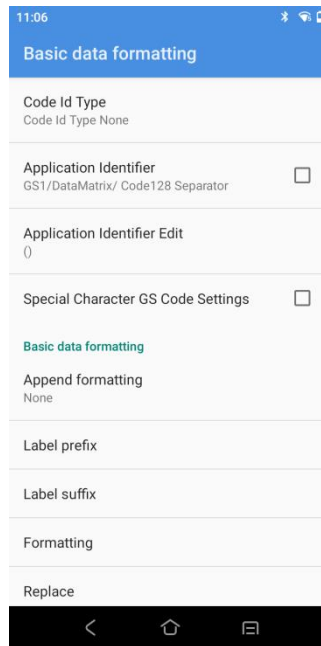 11:06
Basic data formatting
Code Id Type
Code Id Type None
Application Identifier
GS1/DataMatrix/ Code128 Separator
Application Identifier Edit
()
Special Character GS Code Settings
Basic data formatting
Append formatting
None
Label prefix
Label suffix
Formatting
Replace